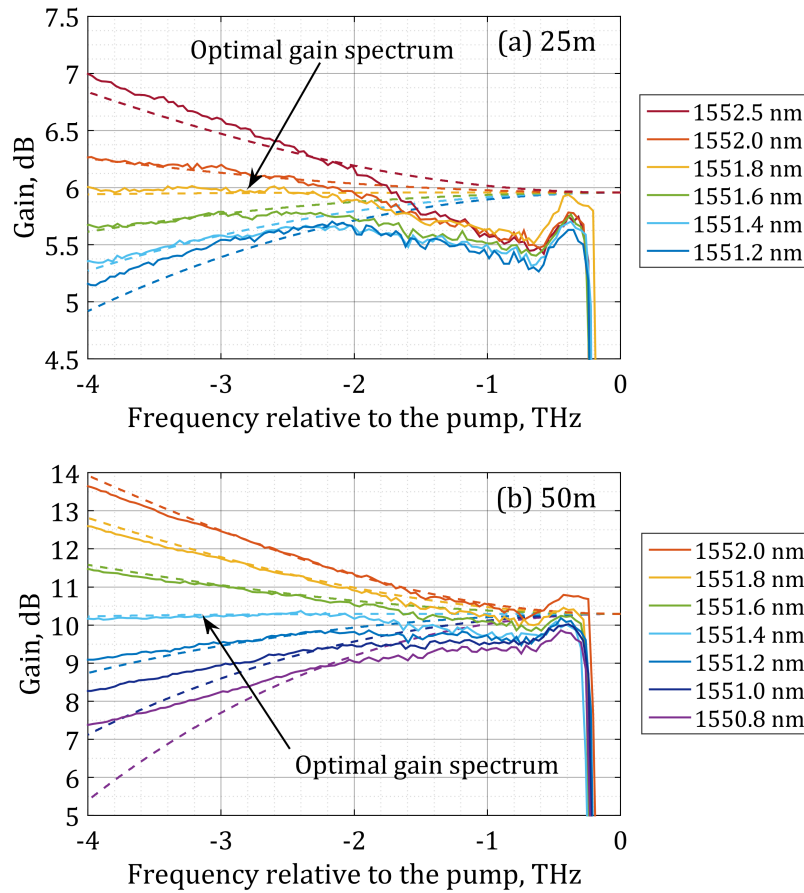 7.5
7
6.5
6
5.5
5
4.5
Gain, dB
Optimal gain spectrum
(a) 25m
-4
-3
-2
-1
0
Frequency relative to the pump, THz
1552.5 nm
1552.0 nm
1551.8 nm
1551.6 nm
1551.4 nm
1551.2 nm
14
13
12
11
10
9
8
7
6
5
Gain, dB
(b) 50m
Optimal gain spectrum
-4
-3
-2
-1
0
Frequency relative to the pump, THz
1552.0 nm
1551.8 nm
1551.6 nm
1551.4 nm
1551.2 nm
1551.0 nm
1550.8 nm